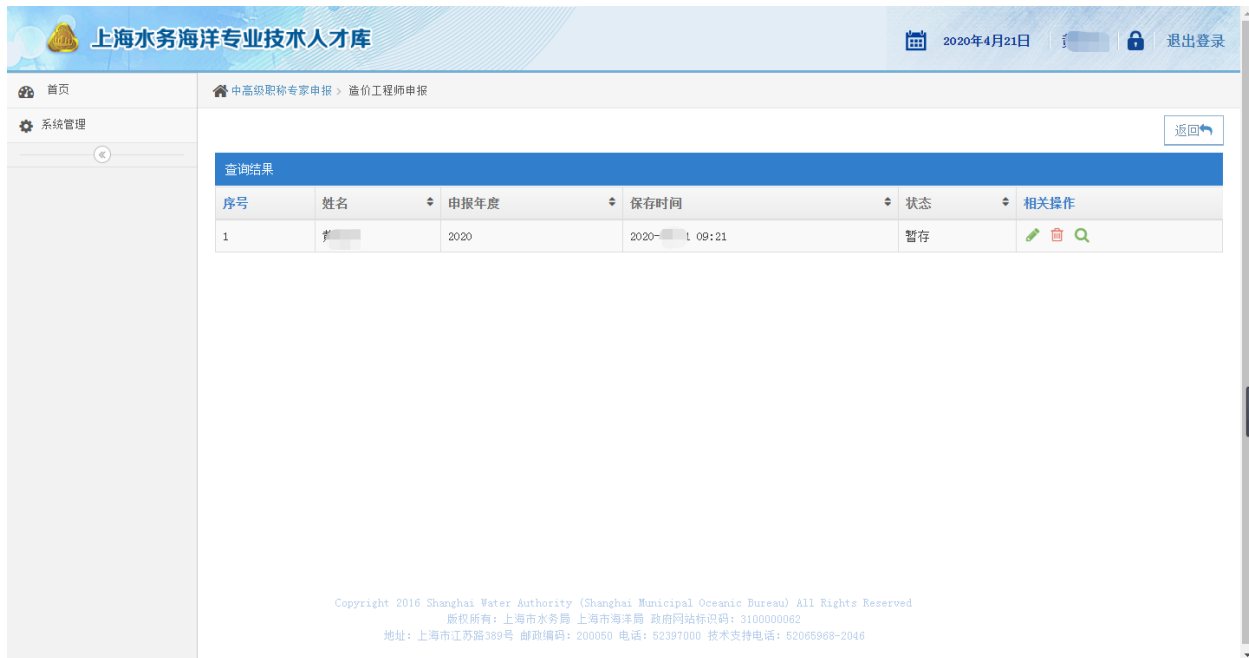 上海水务海洋专业技术人才库
2020年4月21日 退出登录
首页
中高级职称专家申报 > 造价工程师申报
系统管理
返回
查询结果
序号 姓名 申报年度 保存时间 状态 相关操作
1 2020 2020- 1 09:21 暂存
Copyright 2016 Shanghai Water Authority (Shanghai Municipal Oceanic Bureau) All Rights Reserved
版权所有: 上海市水务局 上海市海洋局 政府网站标识码: 3100000062
地址: 上海市江苏路389号 邮政编码: 200050 电话: 52397000 技术支持电话: 52065968-2046